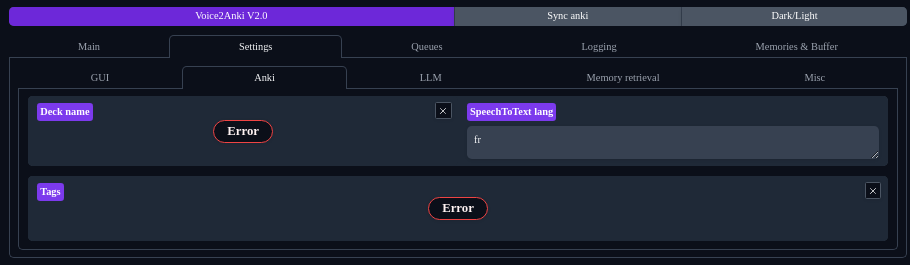 Voice2Anki V2.0 Sync anki Dark/Light
Main Settings Queues Logging Memories & Buffer
GUI Anki LLM Memory retrieval Misc
Deck name
Error
SpeechToText lang
fr
Tags
Error